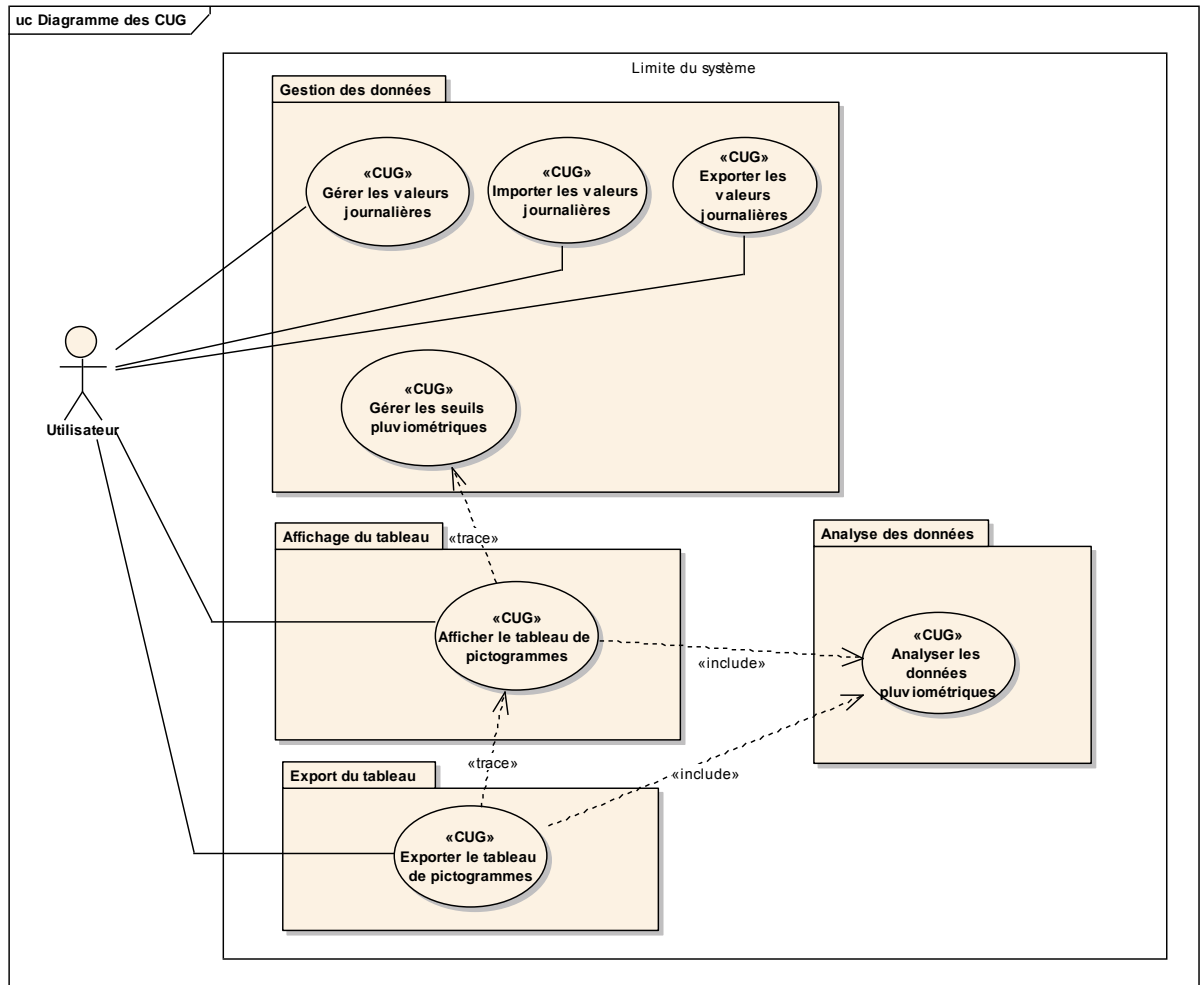 uc Diagramme des CUG
Limite du système
Gestion des données
«CUG»
Gérer les valeurs
journalières
«CUG»
Importer les valeurs
journalières
«CUG»
Exporter les
valeurs
journalières
Utilisateur
«CUG»
Gérer les seuils
pluviométriques
Affichage du tableau
«trace»
«CUG»
Afficher le tableau de
pictogrammes
«include»
Analyse des données
«CUG»
Analyser les
données
pluviométriques
«trace»
«include»
Export du tableau
«CUG»
Exporter le tableau
de pictogrammes